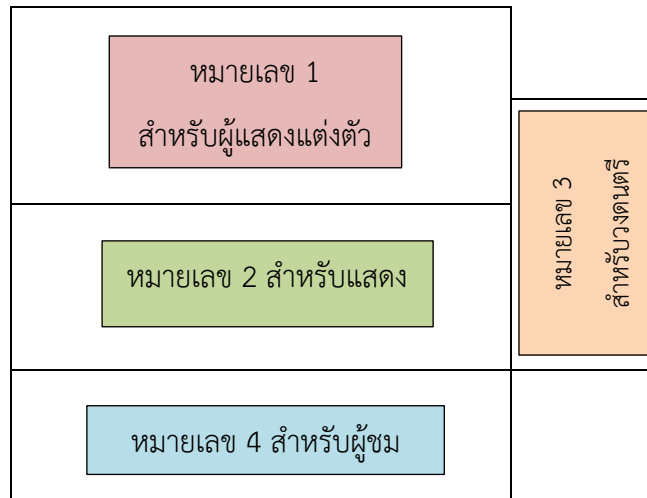 หมายเลข 1
สำหรับผู้แสดงแต่งตัว
หมายเลข 2 สำหรับแสดง
หมายเลข 3
สำหรับวงดนตรี
หมายเลข 4 สำหรับผู้ชม